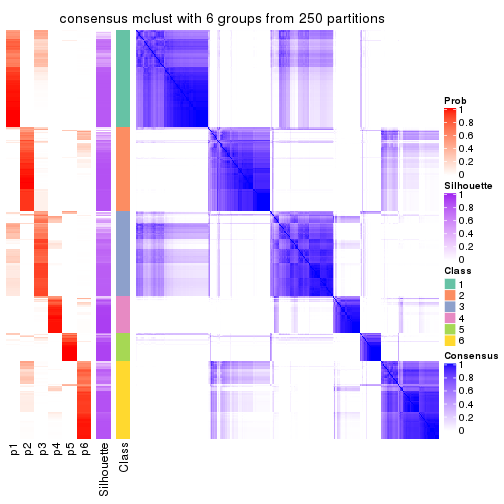 consensus mclust with 6 groups from 250 partitions
Prob
1
0.8
0.6
0.4
0.2
0
Silhouette
1
0.8
0.6
0.4
0.2
0
Class
1
2
3
4
5
6
Consensus
1
0.8
0.6
0.4
0.2
0
p1
p2
p3
p4
p5
p6
Silhouette
Class